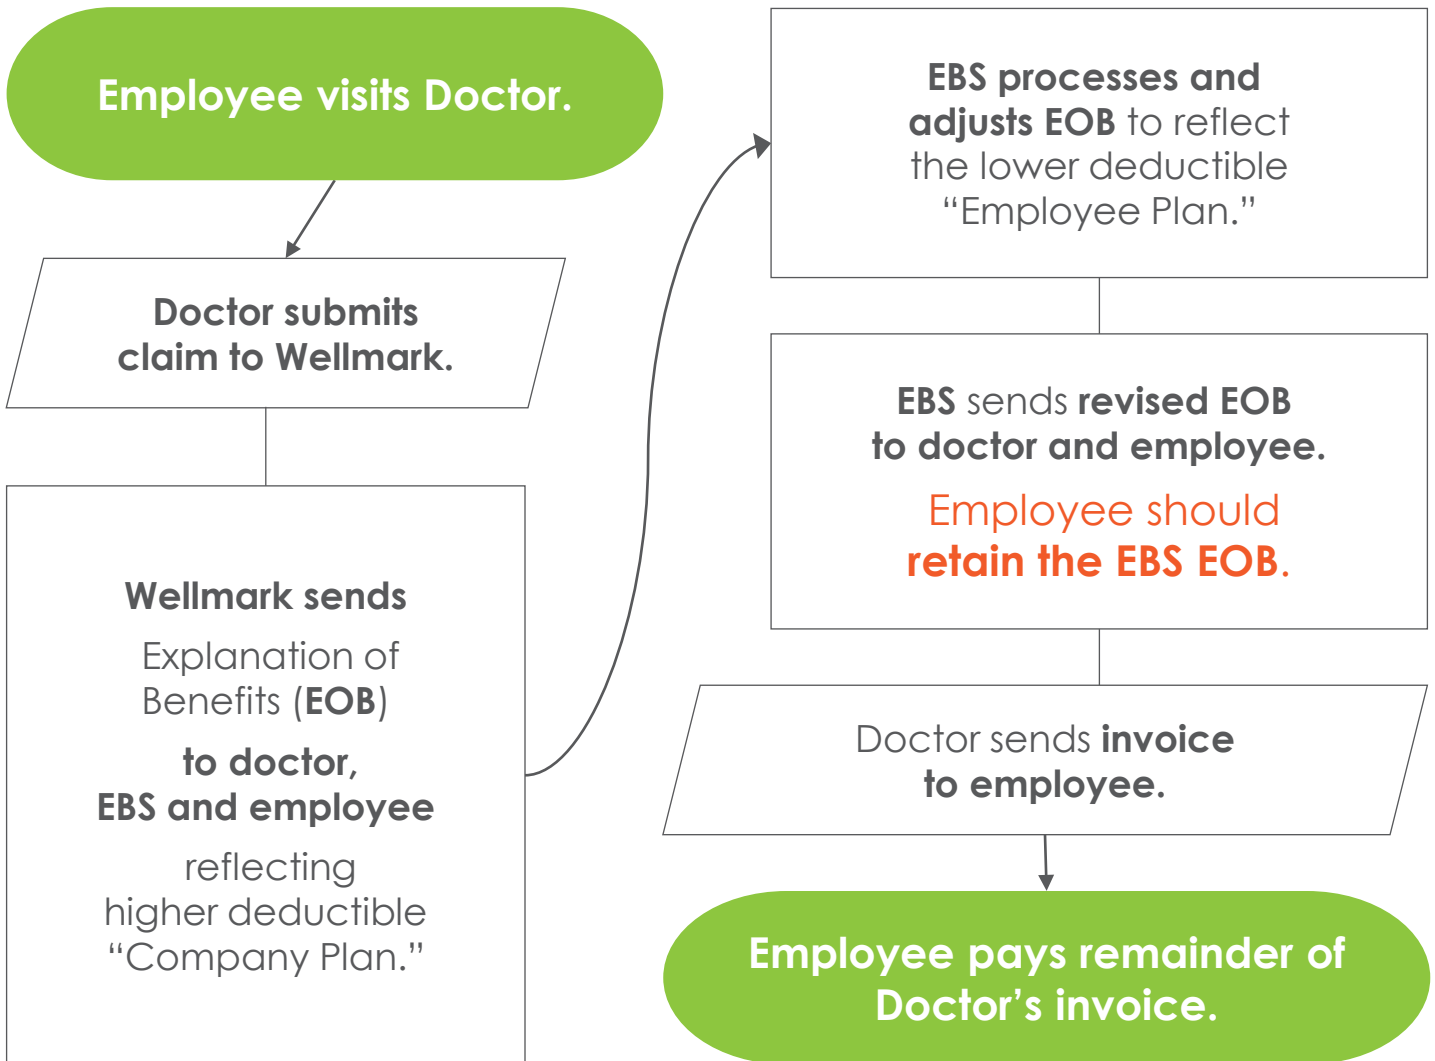 Employee visits Doctor.
Doctor submits
claim to Wellmark.
Wellmark sends
Explanation of
Benefits (EOB)
to doctor,
EBS and employee
reflecting
higher deductible
“Company Plan.”
EBS processes and
adjusts EOB to reflect
the lower deductible
“Employee Plan.”
EBS sends revised EOB
to doctor and employee.
Employee should
retain the EBS EOB.
Doctor sends invoice
to employee.
Employee pays remainder of
Doctor’s invoice.